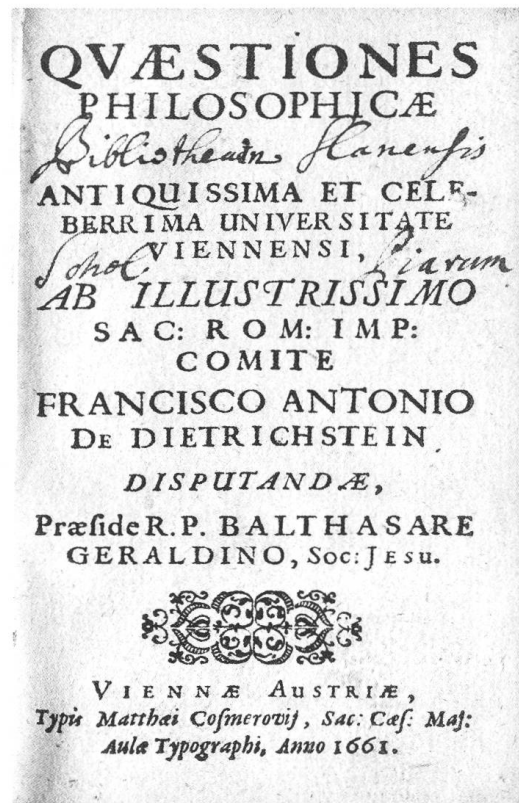 QVÆSTIONES
PHILOSOPHICÆ
Bibliothecæ Slanensis
ANTIQUISSIMA ET CELE-
BERRIMA UNIVERSITATE
VIENNENSI,
Schol. Piarum
AB ILLUSTRISSIMO
SAC: ROM: IMP:
COMITE
FRANCISCO ANTONIO
DE DIETRICHSTEIN
DISPUTANDÆ,
Præſide R. P. BALTHASARE
GERALDINO, Soc: JESU.
VIENNÆ AUSTRIÆ,
Typis Matthæi Coſmerovij, Sac: Cæſ: Maj:
Aulæ Typographi, Anno 1661.